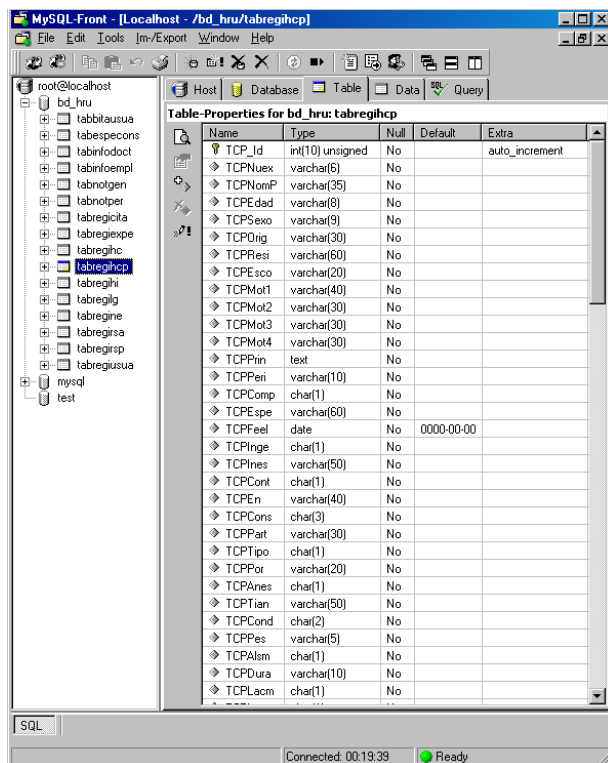 MySQL-Front - [Localhost - /bd_hru/tabregihcp]
File Edit Tools Im-/Export Window Help
root@localhost
bd_hru
tabbitausua
tabespecons
tabinfodoct
tabinfoempl
tabnotgen
tabnotper
tabregicita
tabregiexpe
tabregihc
tabregihcp
tabregihi
tabregilg
tabregine
tabregirsa
tabregirsp
tabregiusua
mysql
test
Host Database Table Data SQL Query
Table-Properties for bd_hru: tabregihcp
Name Type Null Default Extra
TCP_Id int(10) unsigned No auto_increment
TCPNuex varchar(6) No
TCPNomP varchar(35) No
TCPEdad varchar(8) No
TCPSexo varchar(9) No
TCPOrig varchar(30) No
TCPResi varchar(60) No
TCPEsco varchar(20) No
TCPMot1 varchar(40) No
TCPMot2 varchar(30) No
TCPMot3 varchar(30) No
TCPMot4 varchar(30) No
TCPPrin text No
TCPPeri varchar(10) No
TCPComp char(1) No
TCPEspe varchar(60) No
TCPFeel date No 0000-00-00
TCPInge char(1) No
TCPInes varchar(50) No
TCPCont char(1) No
TCPEn varchar(40) No
TCPCons char(3) No
TCPPart varchar(30) No
TCPTipo char(1) No
TCPPor varchar(20) No
TCPAnes char(1) No
TCPTian varchar(50) No
TCPCond char(2) No
TCPPes varchar(5) No
TCPAlsm char(1) No
TCPDura varchar(10) No
TCPLacm char(1) No
SQL
Connected: 00:19:39 Ready